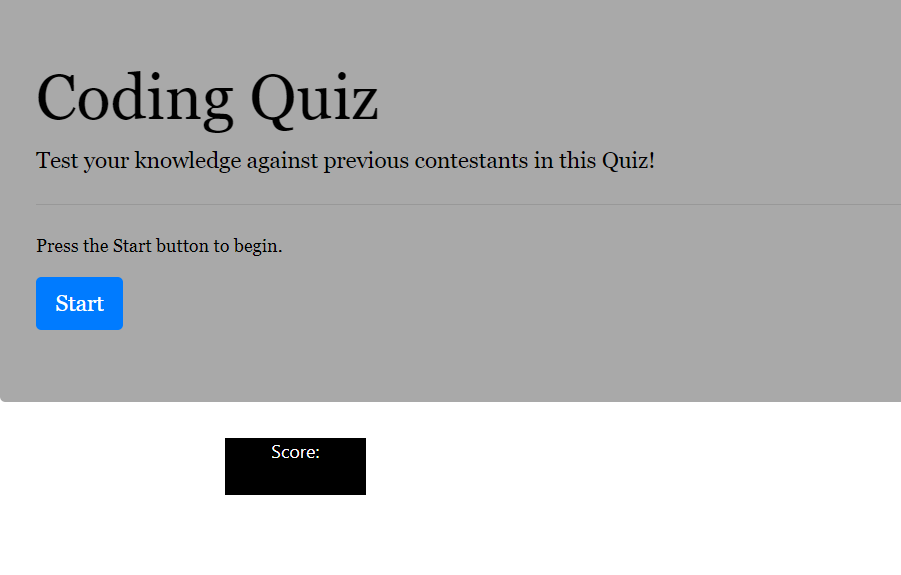 Coding Quiz
Test your knowledge against previous contestants in this Quiz!
Press the Start button to begin.
Start
Score: